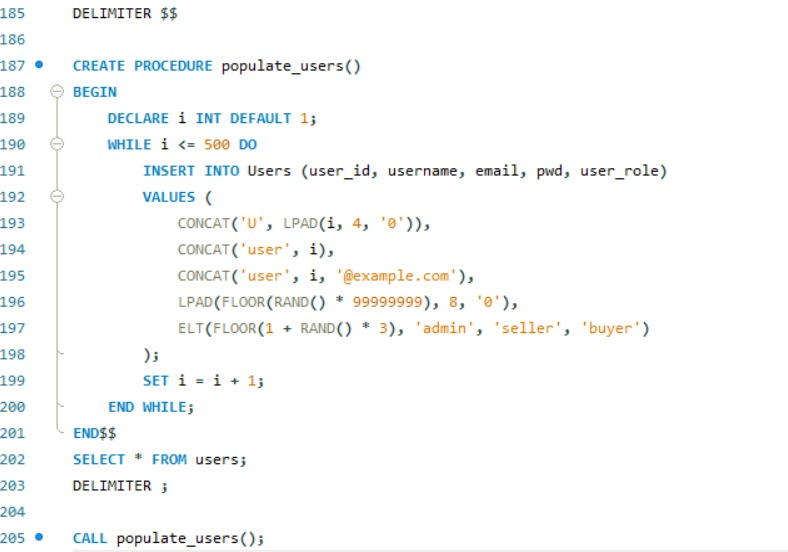 185 DELIMITER $$
186
187 CREATE PROCEDURE populate_users()
188 BEGIN
189 DECLARE i INT DEFAULT 1;
190 WHILE i <= 500 DO
191 INSERT INTO Users (user_id, username, email, pwd, user_role)
192 VALUES (
193 CONCAT('U', LPAD(i, 4, '0')),
194 CONCAT('user', i),
195 CONCAT('user', i, '@example.com'),
196 LPAD(FLOOR(RAND() * 99999999), 8, '0'),
197 ELT(FLOOR(1 + RAND() * 3), 'admin', 'seller', 'buyer')
198 );
199 SET i = i + 1;
200 END WHILE;
201 END$$
202 SELECT * FROM users;
203 DELIMITER ;
204
205 CALL populate_users();